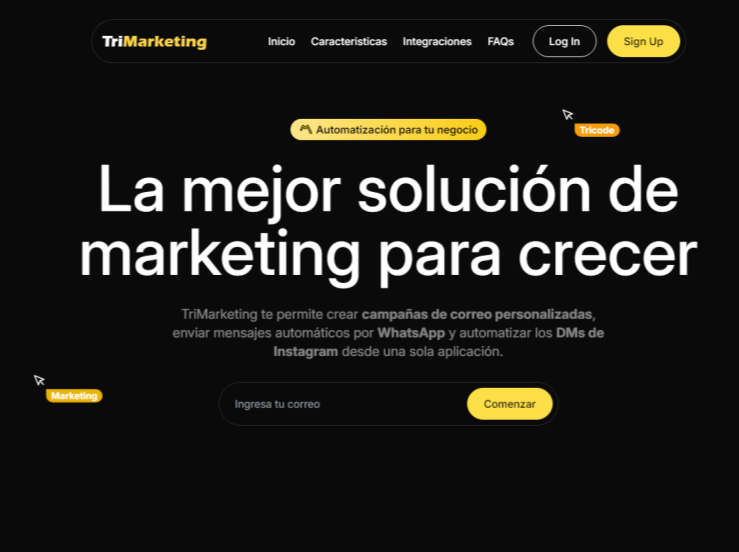 TriMarketing
Inicio
Caracteristicas
Integraciones
FAQs
Log In
Sign Up
Automatización para tu negocio
Tricode
La mejor solución de
marketing para crecer
TriMarketing te permite crear campañas de correo personalizadas,
enviar mensajes automáticos por WhatsApp y automatizar los DMs de
Instagram desde una sola aplicación.
Marketing
Ingresa tu correo
Comenzar